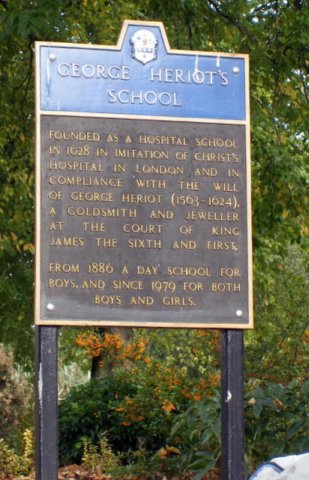 GEORGE HERIOT'S
SCHOOL
FOUNDED AS A HOSPITAL SCHOOL
IN 1628 IN IMITATION OF CHRIST'S
HOSPITAL IN LONDON AND IN
COMPLIANCE WITH THE WILL
OF GEORGE HERIOT (1563-1624),
A GOLDSMITH AND JEWELLER
AT THE COURT OF KING
JAMES THE SIXTH AND FIRST.
FROM 1886 A DAY SCHOOL FOR
BOYS, AND SINCE 1979 FOR BOTH
BOYS AND GIRLS.